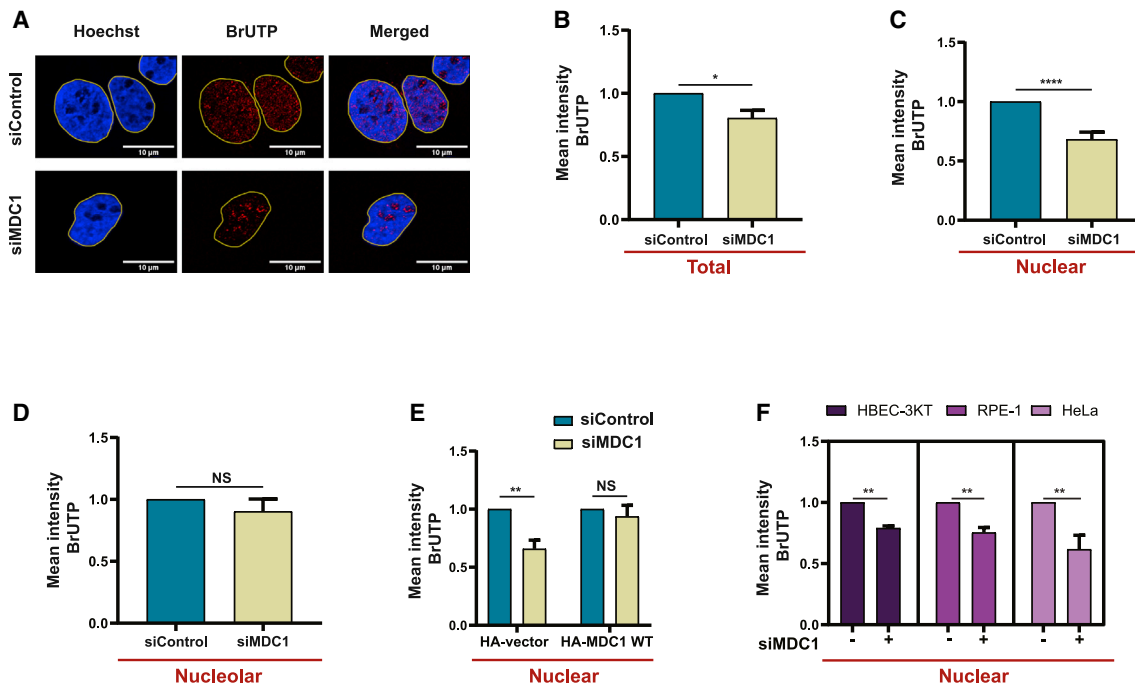 A
Hoechst BrUTP Merged
siControl
10 μm 10 μm 10 μm
siMDC1
10 μm 10 μm 10 μm
B
Mean intensity
BrUTP
1.5
1.0
0.5
0.0
*
siControl siMDC1
Total
C
Mean intensity
BrUTP
1.5
1.0
0.5
0.0
****
siControl siMDC1
Nuclear
D
Mean intensity
BrUTP
1.5
1.0
0.5
0.0
NS
siControl siMDC1
Nucleolar
E
siControl
siMDC1
Mean intensity
BrUTP
1.5
1.0
0.5
0.0
** NS
HA-vector HA-MDC1 WT
Nuclear
F
HBEC-3KT RPE-1 HeLa
Mean intensity
BrUTP
1.5
1.0
0.5
0.0
** ** **
siMDC1 - + - + - +
Nuclear